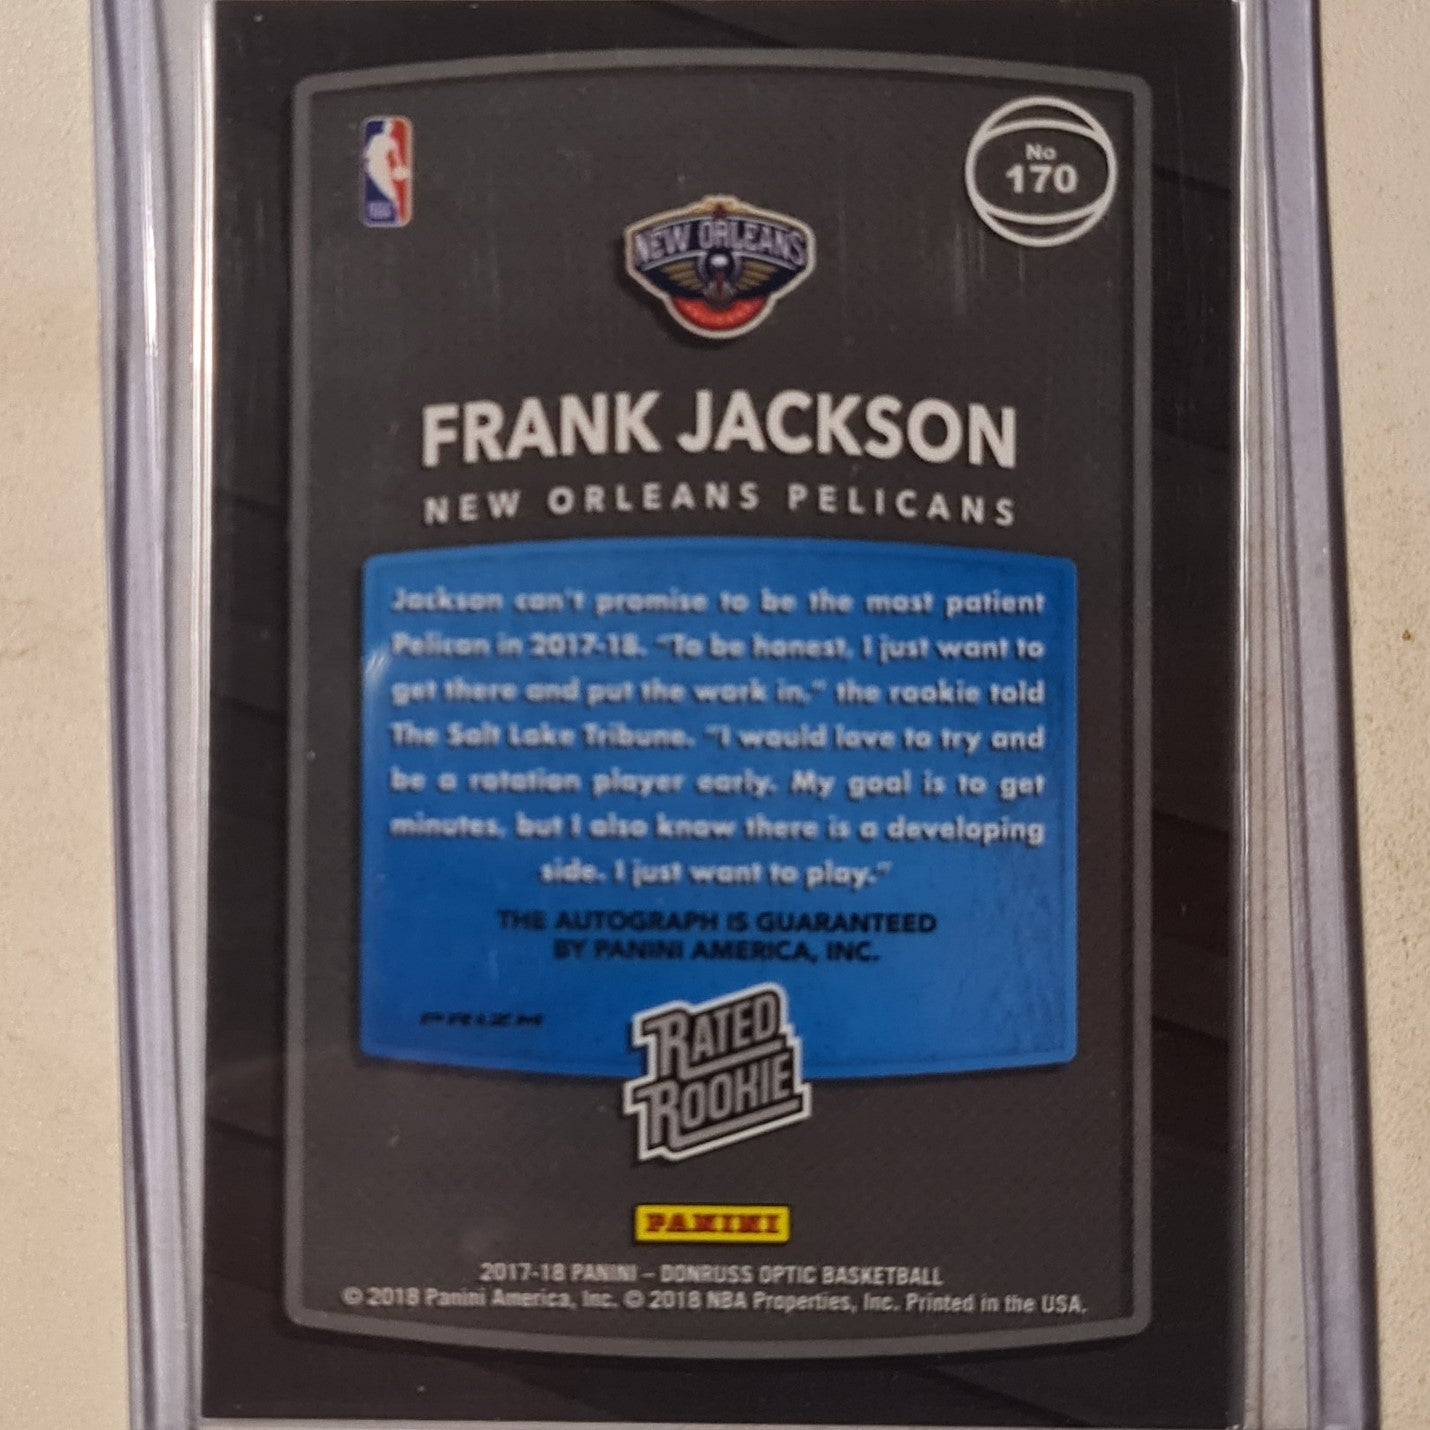 No
170
NEW ORLEANS
FRANK JACKSON
NEW ORLEANS PELICANS
Jackson can't promise to be the most patient
Pelican in 2017-18. "To be honest, I just want to
get there and put the work in," the rookie told
The Salt Lake Tribune. "I would love to try and
be a rotation player early. My goal is to get
minutes, but I also know there is a developing
side. I just want to play."
THE AUTOGRAPH IS GUARANTEED
BY PANINI AMERICA, INC.
PRIZM
RATED
ROOKIE
PANINI
2017-18 PANINI – DONRUSS OPTIC BASKETBALL
© 2018 Panini America, Inc. © 2018 NBA Properties, Inc. Printed in the USA.